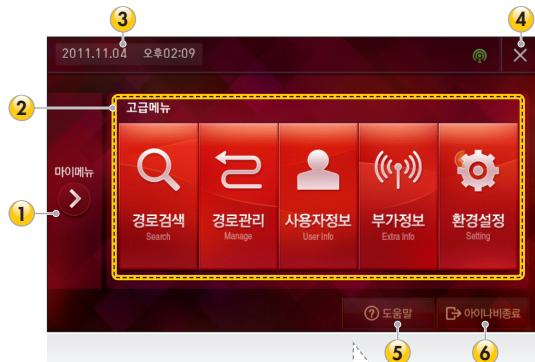 3
4
2011.11.04 오후02:09
2
고급메뉴
마이메뉴
1
경로검색 경로관리 사용자정보 부가정보 환경설정
Search Manage User Info Extra Info Setting
도움말 아이나비종료
5
6